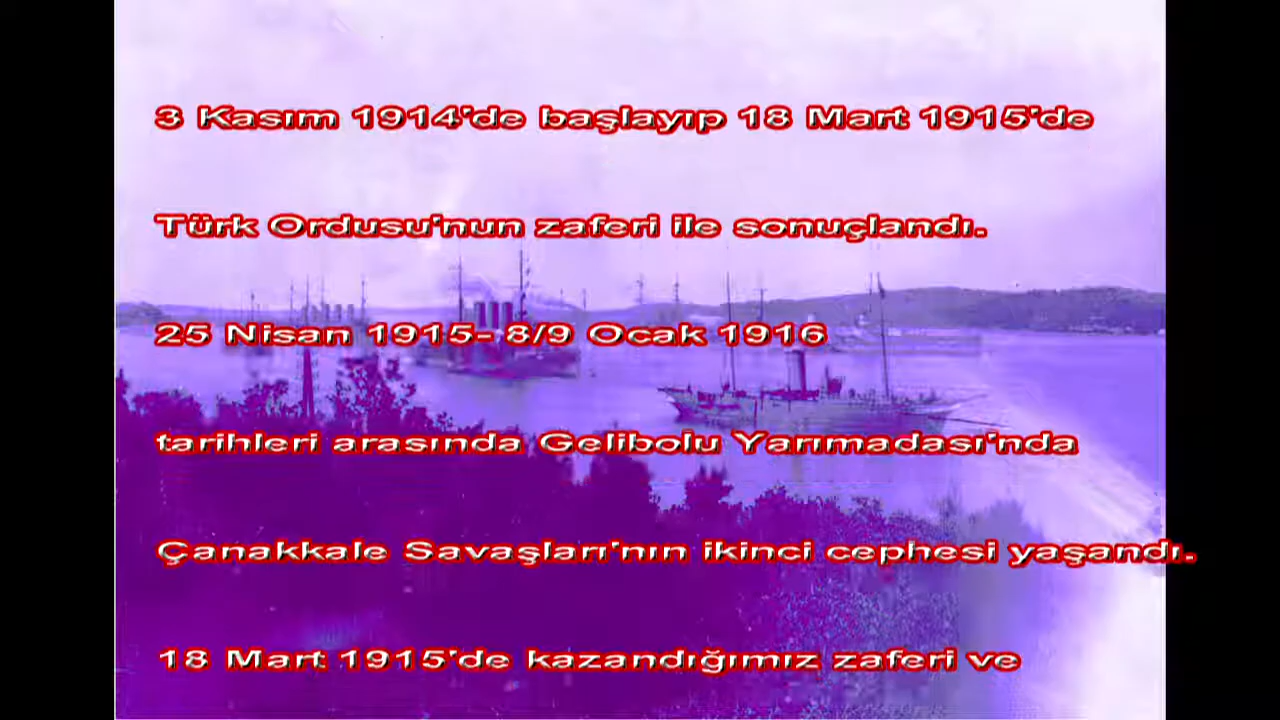 3 Kasım 1914'de başlayıp 18 Mart 1915'de
Türk Ordusu'nun zaferi ile sonuçlandı.
25 Nisan 1915- 8/9 Ocak 1916
tarihleri arasında Gelibolu Yarımadası'nda
Çanakkale Savaşları'nın ikinci cephesi yaşandı.
18 Mart 1915'de kazandığımız zaferi ve